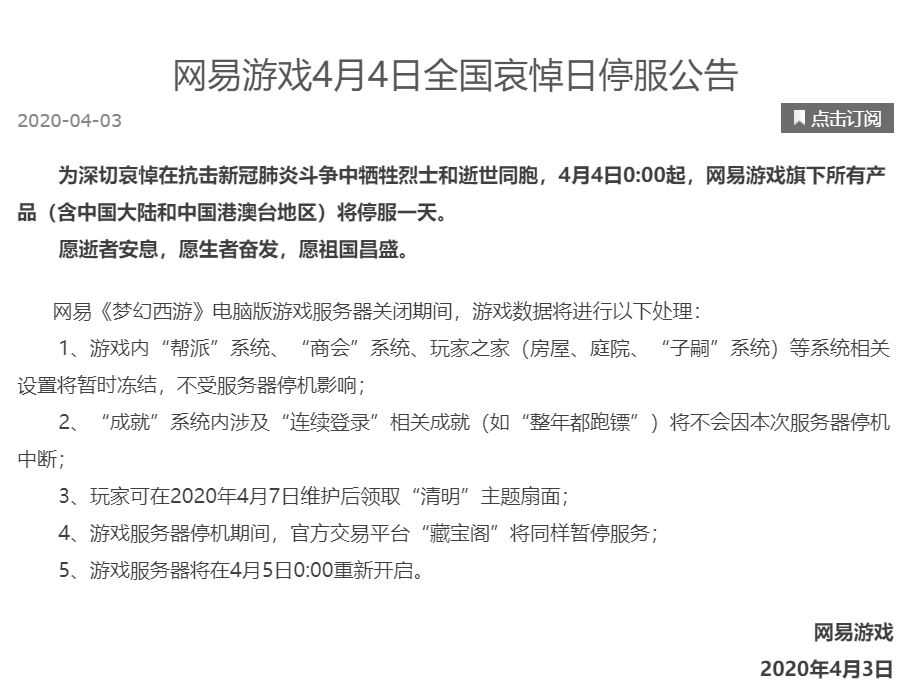 网易游戏4月4日全国哀悼日停服公告
2020-04-03
点击订阅
为深切哀悼在抗击新冠肺炎斗争中牺牲烈士和逝世同胞，4月4日0:00起，网易游戏旗下所有产
品（含中国大陆和中国港澳台地区）将停服一天。
愿逝者安息，愿生者奋发，愿祖国昌盛。
网易《梦幻西游》电脑版游戏服务器关闭期间，游戏数据将进行以下处理：
1、游戏内“帮派”系统、“商会”系统、玩家之家（房屋、庭院、“子嗣”系统）等系统相关
设置将暂时冻结，不受服务器停机影响；
2、“成就”系统内涉及“连续登录”相关成就（如“整年都跑镖”）将不会因本次服务器停机
中断；
3、玩家可在2020年4月7日维护后领取“清明”主题扇面；
4、游戏服务器停机期间，官方交易平台“藏宝阁”将同样暂停服务；
5、游戏服务器将在4月5日0:00重新开启。
网易游戏
2020年4月3日